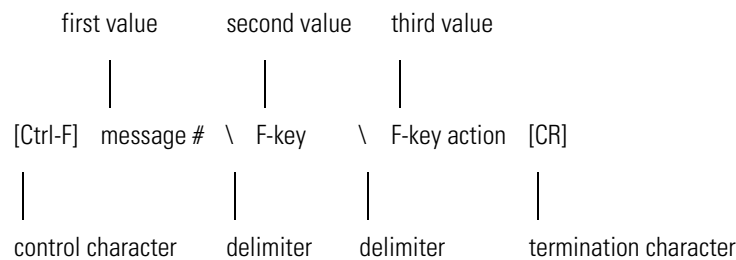 first value second value third value
[Ctrl-F] message # \ F-key \ F-key action [CR]
control character delimiter delimiter termination character